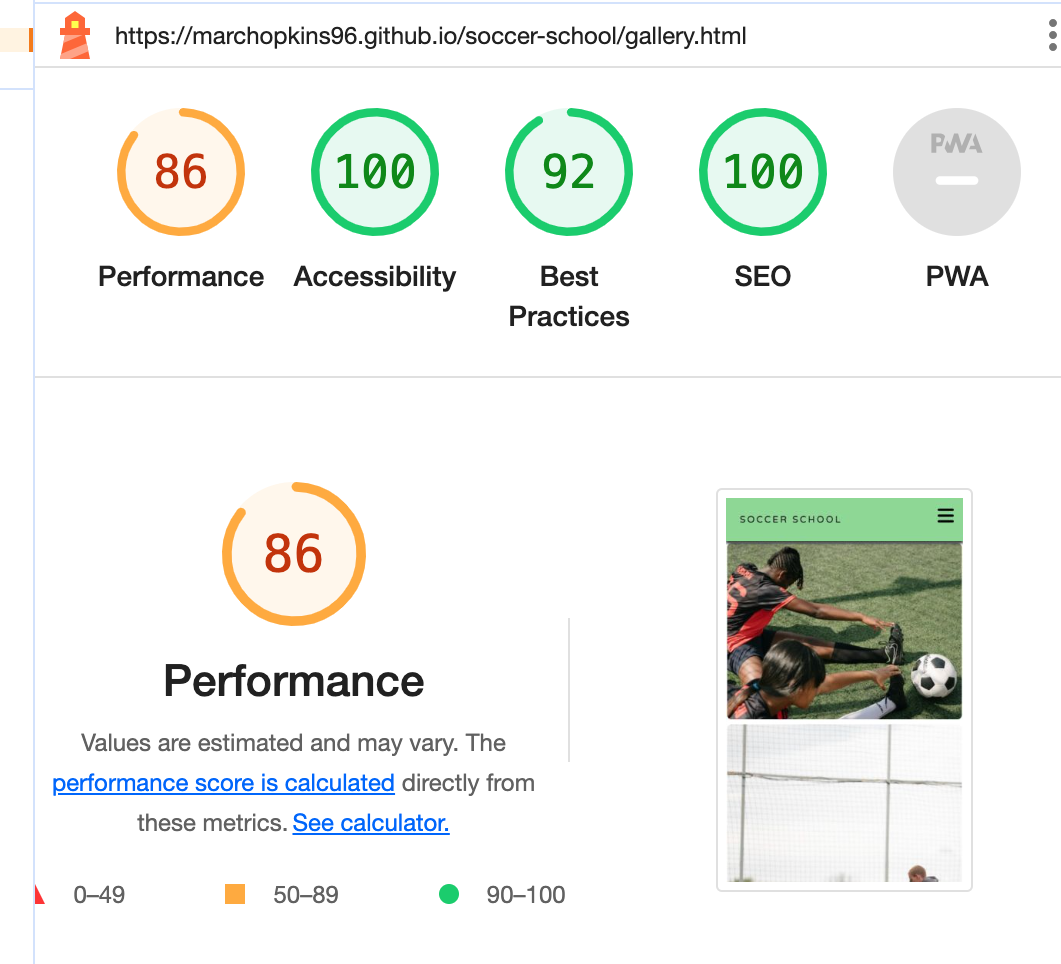 https://marchopkins96.github.io/soccer-school/gallery.html
86
100
92
100
PWA
Performance
Accessibility
Best
Practices
SEO
PWA
86
SOCCER SCHOOL
Performance
Values are estimated and may vary. The
performance score is calculated directly from
these metrics. See calculator.
0–49
50–89
90–100